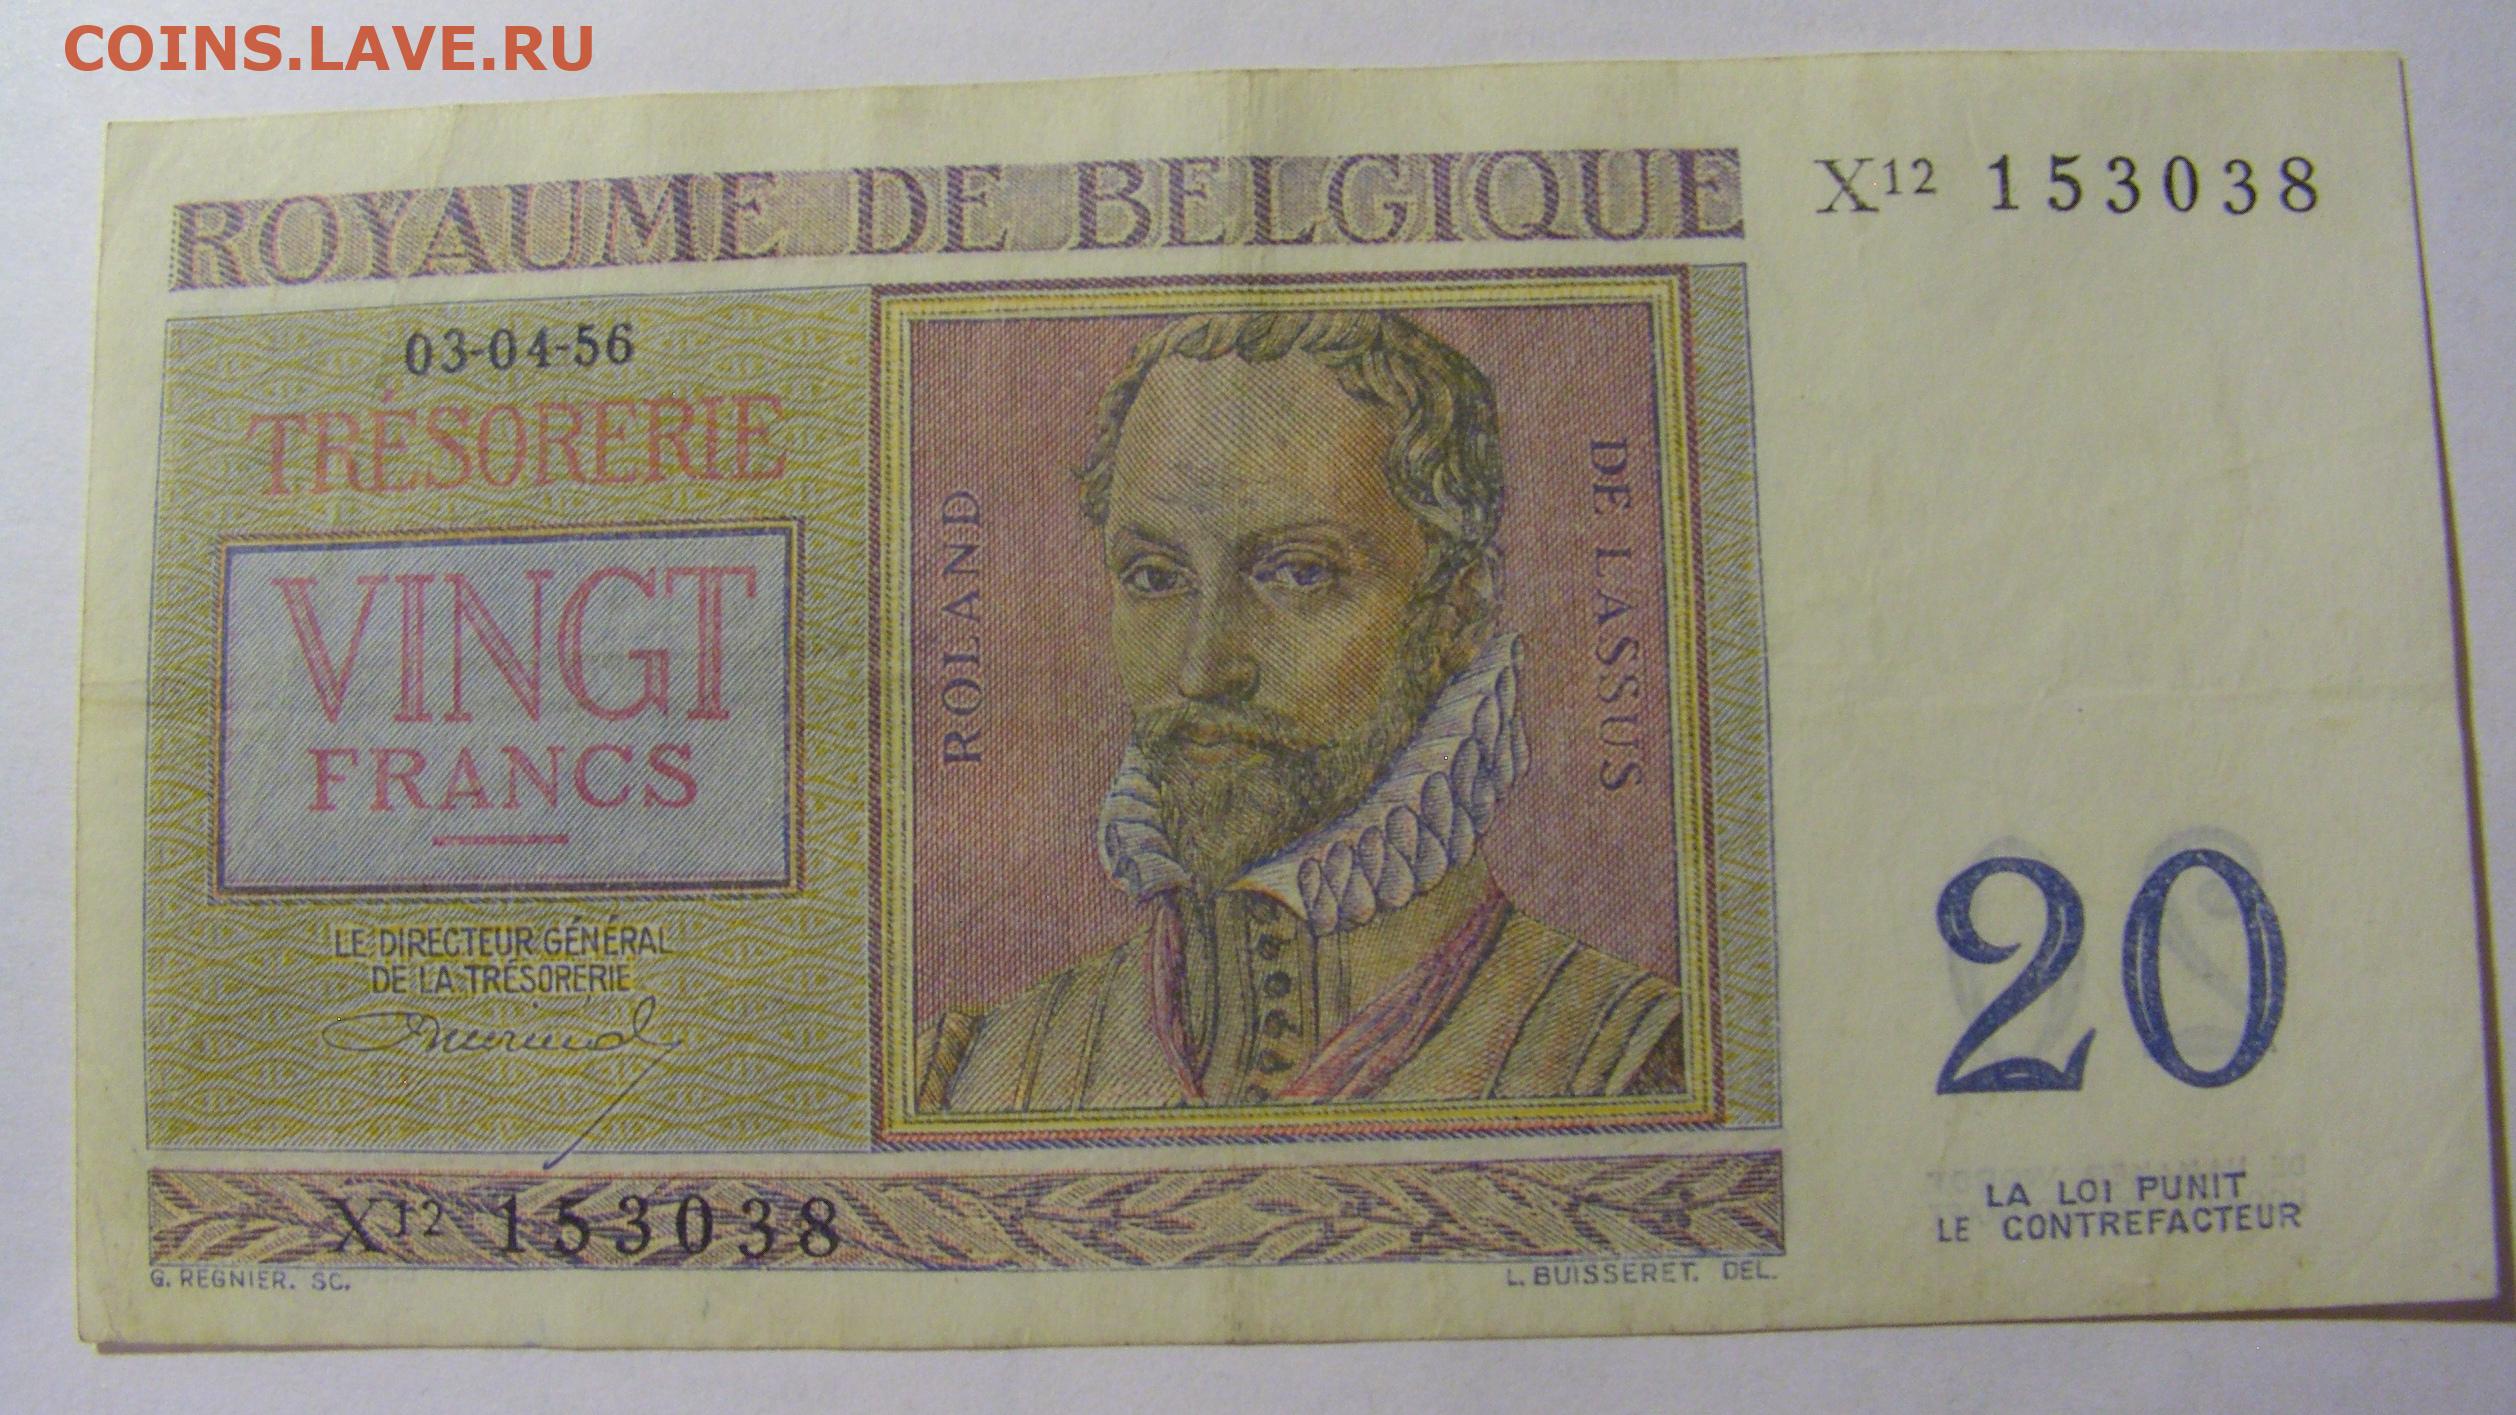 COINS.LAVE.RU
ROYAUME DE BELGIQUE
X12 153038
03-04-56
TRÉSORERIE
VINGT
FRANCS
ROLAND
DE LASSUS
LE DIRECTEUR GÉNÉRAL
DE LA TRÉSORERIE
20
LA LOI PUNIT
LE CONTREFACTEUR
X12 153038
G. REGNIER. SC.
L. BUISSERET. DEL.